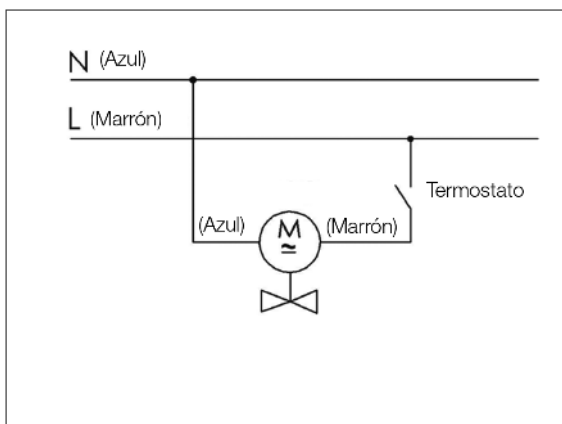 N (Azul)
L (Marrón)
Termostato
(Azul) M (Marrón)
≃